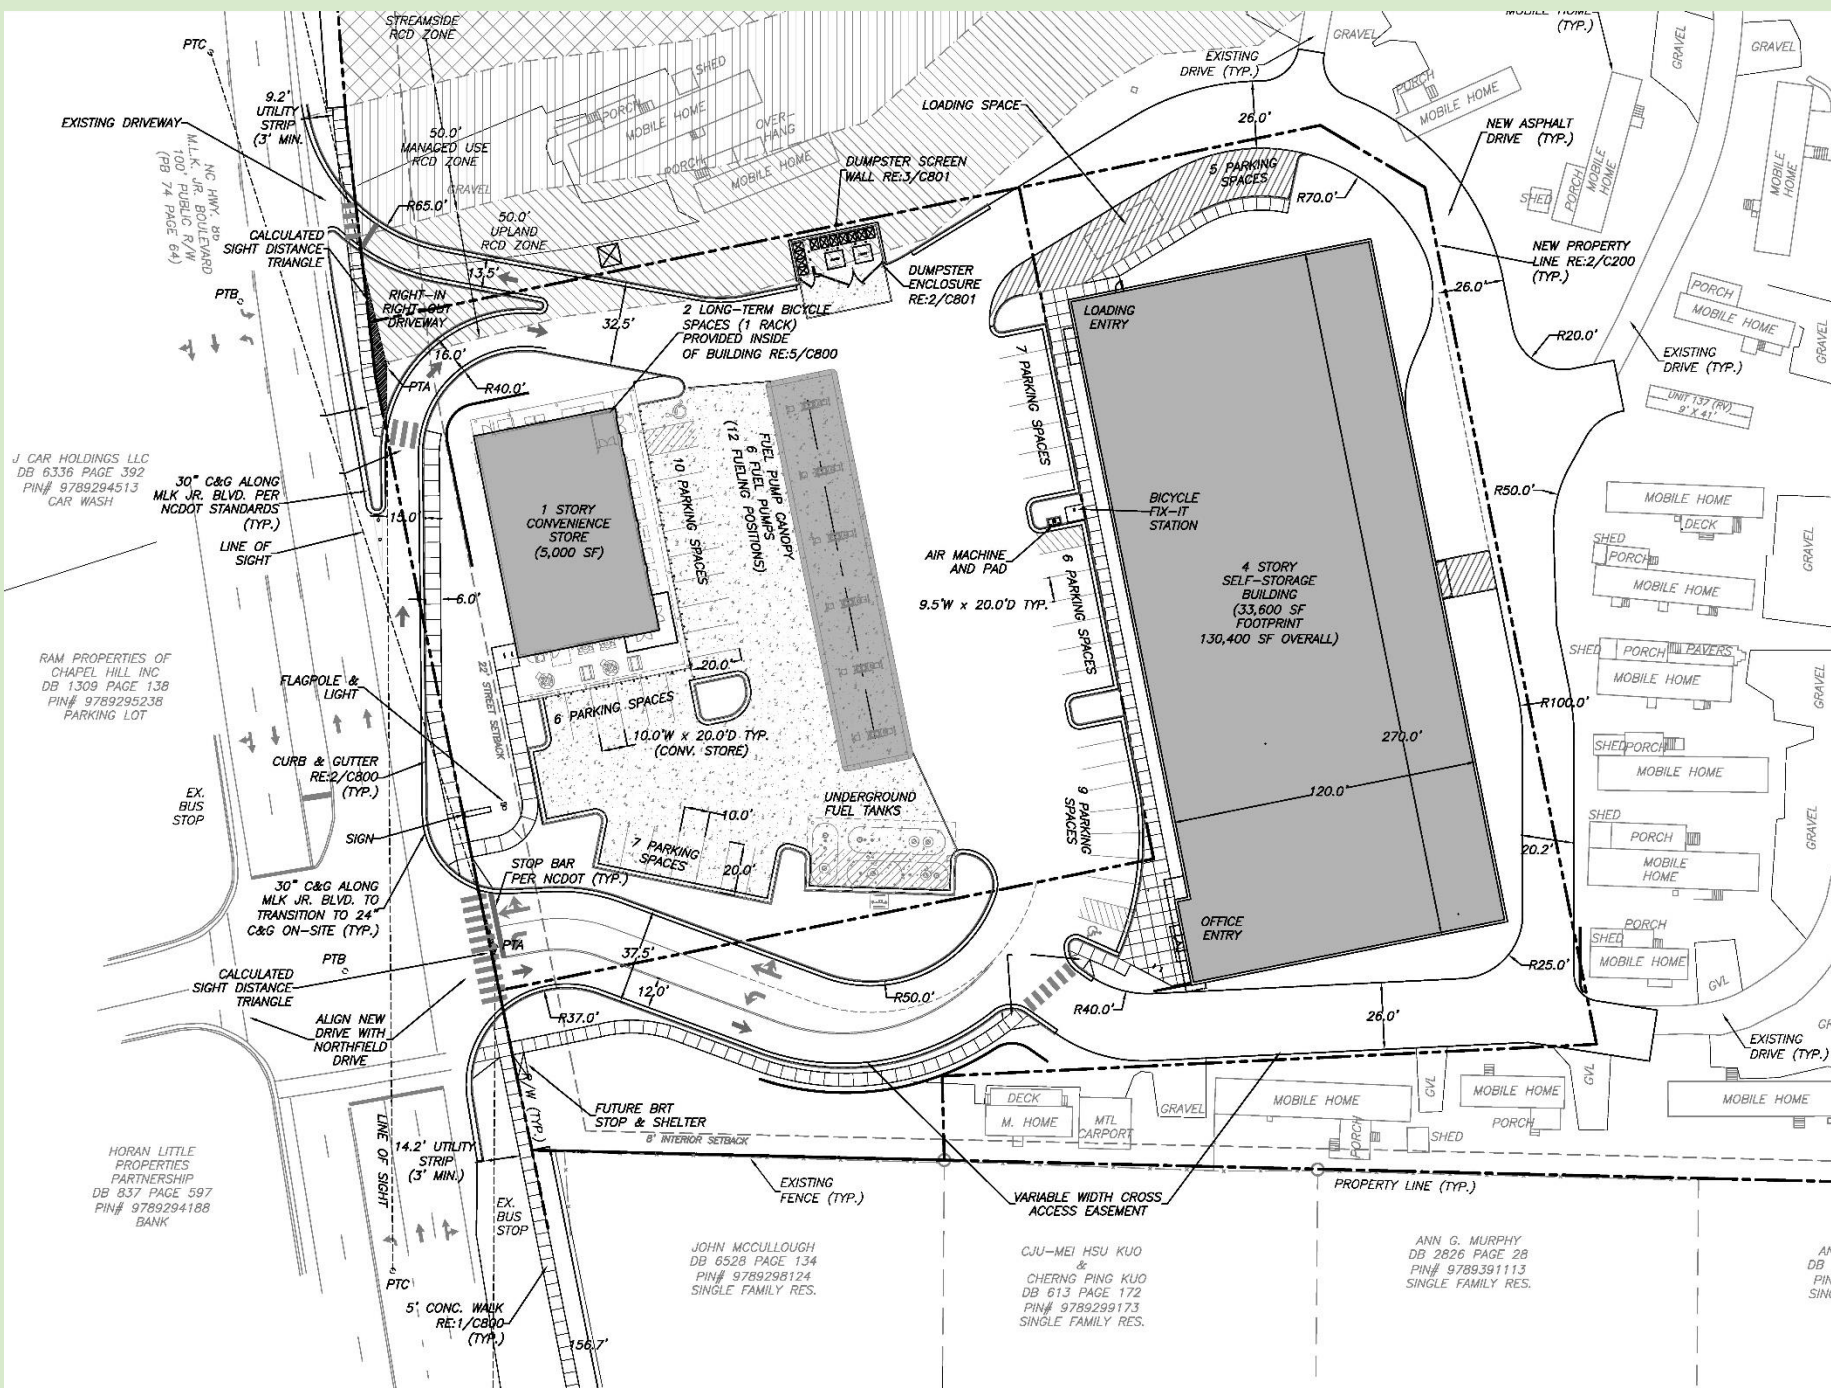 STREAMSIDE
RCD ZONE
PTC
9.2'
UTILITY
STRIP
(3' MIN.
EXISTING DRIVEWAY
NC HWY. 86
M.L.K. JR. BOULEVARD
100' PUBLIC R/W
(PB 74 PAGE 64)
50.0'
MANAGED USE
RCD ZONE
GRAVEL
SHED
PORCH
MOBILE HOME
OVER-
HANG
PORCH
MOBILE HOME
R65.0'
50.0'
UPLAND
RCD ZONE
CALCULATED
SIGHT DISTANCE
TRIANGLE
13.5'
RIGHT-IN
RIGHT-OUT
DRIVEWAY
PTB
32.5'
16.0'
PTA
R40.0'
DUMPSTER SCREEN
WALL RE:3/C801
DUMPSTER
ENCLOSURE
RE:2/C801
2 LONG-TERM BICYCLE
SPACES (1 RACK)
PROVIDED INSIDE
OF BUILDING RE:5/C800
LOADING SPACE
EXISTING
DRIVE (TYP.)
GRAVEL
26.0'
5 PARKING
SPACES
R70.0'
MOBILE HOME
(TYP.)
PORCH
MOBILE HOME
GRAVEL
GRAVEL
NEW ASPHALT
DRIVE (TYP.)
MOBILE
HOME
PORCH
SHED
MOBILE
HOME
NEW PROPERTY
LINE RE:2/C200
(TYP.)
26.0'
PORCH
MOBILE HOME
GRAVEL
R20.0'
EXISTING
DRIVE (TYP.)
UNIT 137 (RV)
9' X 41'
J CAR HOLDINGS LLC
DB 6336 PAGE 392
PIN# 9789294513
CAR WASH
30" C&G ALONG
MLK JR. BLVD. PER
NCDOT STANDARDS
(TYP.)
LINE OF
SIGHT
15.0'
6.0'
1 STORY
CONVENIENCE
STORE
(5,000 SF)
10 PARKING SPACES
FUEL PUMP CANOPY
6 FUEL PUMPS
(12 FUELING POSITIONS)
LOADING
ENTRY
7 PARKING SPACES
BICYCLE
FIX-IT
STATION
AIR MACHINE
AND PAD
9.5'W x 20.0'D TYP.
6 PARKING SPACES
4 STORY
SELF-STORAGE
BUILDING
(33,600 SF
FOOTPRINT
130,400 SF OVERALL)
R50.0'
MOBILE HOME
DECK
SHED
PORCH
MOBILE HOME
GRAVEL
SHED
PORCH
PAVERS
MOBILE HOME
GRAVEL
R100.0'
SHED
PORCH
MOBILE HOME
RAM PROPERTIES OF
CHAPEL HILL INC
DB 1309 PAGE 138
PIN# 9789295238
PARKING LOT
FLAGPOLE &
LIGHT
22' STREET SETBACK
20.0'
6 PARKING SPACES
10.0'W x 20.0'D TYP.
(CONV. STORE)
CURB & GUTTER
RE:2/C800
(TYP.)
EX.
BUS
STOP
SIGN
UNDERGROUND
FUEL TANKS
10.0'
7 PARKING
SPACES
20.0'
9 PARKING
SPACES
270.0'
120.0'
20.2'
SHED
PORCH
MOBILE
HOME
GRAVEL
STOP BAR
PER NCDOT (TYP.)
30" C&G ALONG
MLK JR. BLVD. TO
TRANSITION TO 24"
C&G ON-SITE (TYP.)
PTB
PTA
37.5'
12.0'
R50.0'
OFFICE
ENTRY
R40.0'
R25.0'
26.0'
PORCH
SHED
MOBILE HOME
GVL
CALCULATED
SIGHT DISTANCE
TRIANGLE
ALIGN NEW
DRIVE WITH
NORTHFIELD
DRIVE
R37.0'
EXISTING
DRIVE (TYP.)
R/W (TYP.)
FUTURE BRT
STOP & SHELTER
8' INTERIOR SETBACK
DECK
M. HOME
MTL
CARPORT
GRAVEL
MOBILE HOME
PORCH
GVL
SHED
MOBILE HOME
PORCH
GVL
MOBILE HOME
HORAN LITTLE
PROPERTIES
PARTNERSHIP
DB 837 PAGE 597
PIN# 9789294188
BANK
LINE OF SIGHT
14.2' UTILITY
STRIP
(3' MIN.)
EX.
BUS
STOP
EXISTING
FENCE (TYP.)
VARIABLE WIDTH CROSS
ACCESS EASEMENT
PROPERTY LINE (TYP.)
JOHN MCCULLOUGH
DB 6528 PAGE 134
PIN# 9789298124
SINGLE FAMILY RES.
CJU-MEI HSU KUO
&
CHERNG PING KUO
DB 613 PAGE 172
PIN# 9789299173
SINGLE FAMILY RES.
ANN G. MURPHY
DB 2826 PAGE 28
PIN# 9789391113
SINGLE FAMILY RES.
AN
DB
PIN
SING
PTC
5' CONC. WALK
RE:1/C800
(TYP.)
156.7'